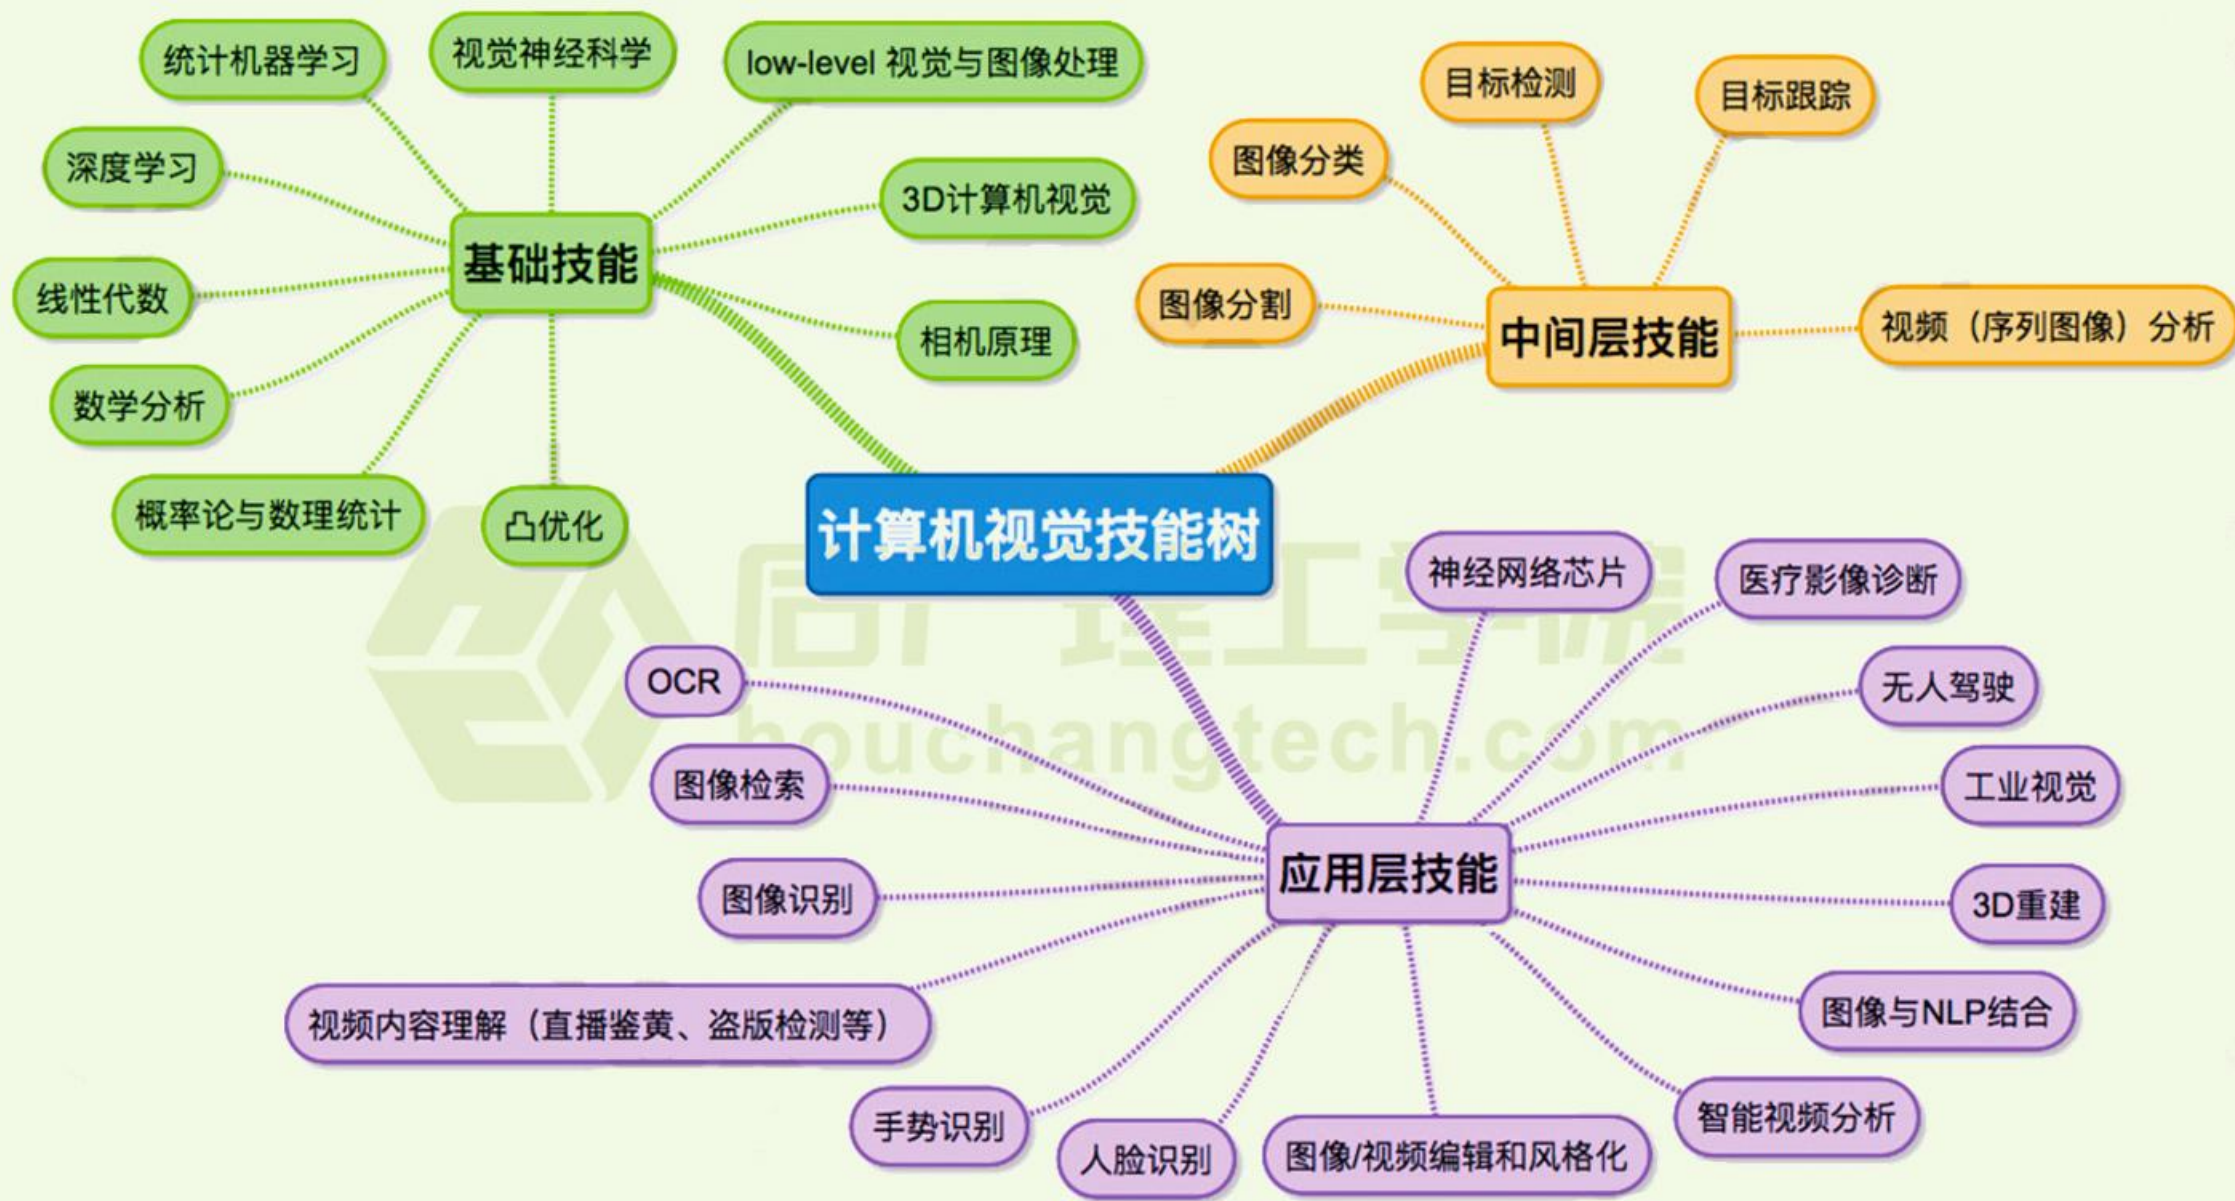 统计机器学习
视觉神经科学
low-level 视觉与图像处理
深度学习
3D计算机视觉
基础技能
线性代数
相机原理
数学分析
概率论与数理统计
凸优化
目标检测
目标跟踪
图像分类
图像分割
中间层技能
视频（序列图像）分析
计算机视觉技能树
神经网络芯片
医疗影像诊断
OCR
无人驾驶
图像检索
工业视觉
应用层技能
图像识别
3D重建
视频内容理解（直播鉴黄、盗版检测等）
图像与NLP结合
手势识别
人脸识别
图像/视频编辑和风格化
智能视频分析
理工学院
houchangtech.com